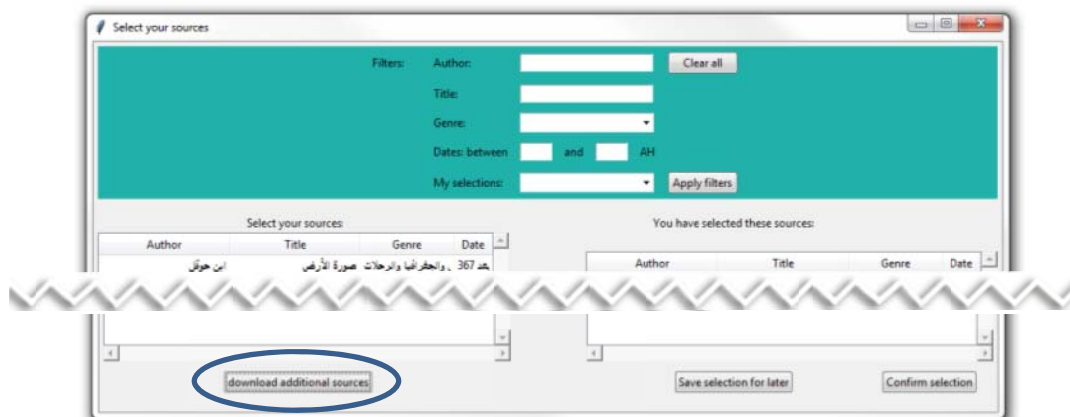 Select your sources
Filters: Author: Clear all
Title:
Genre:
Dates: between and AH
My selections: Apply filters
Select your sources
You have selected these sources:
Author Title Genre Date
ابن حوقل صورة الأرض والجغرافيا والرحلات بعد 367
Author Title Genre Date
download additional sources
Save selection for later
Confirm selection